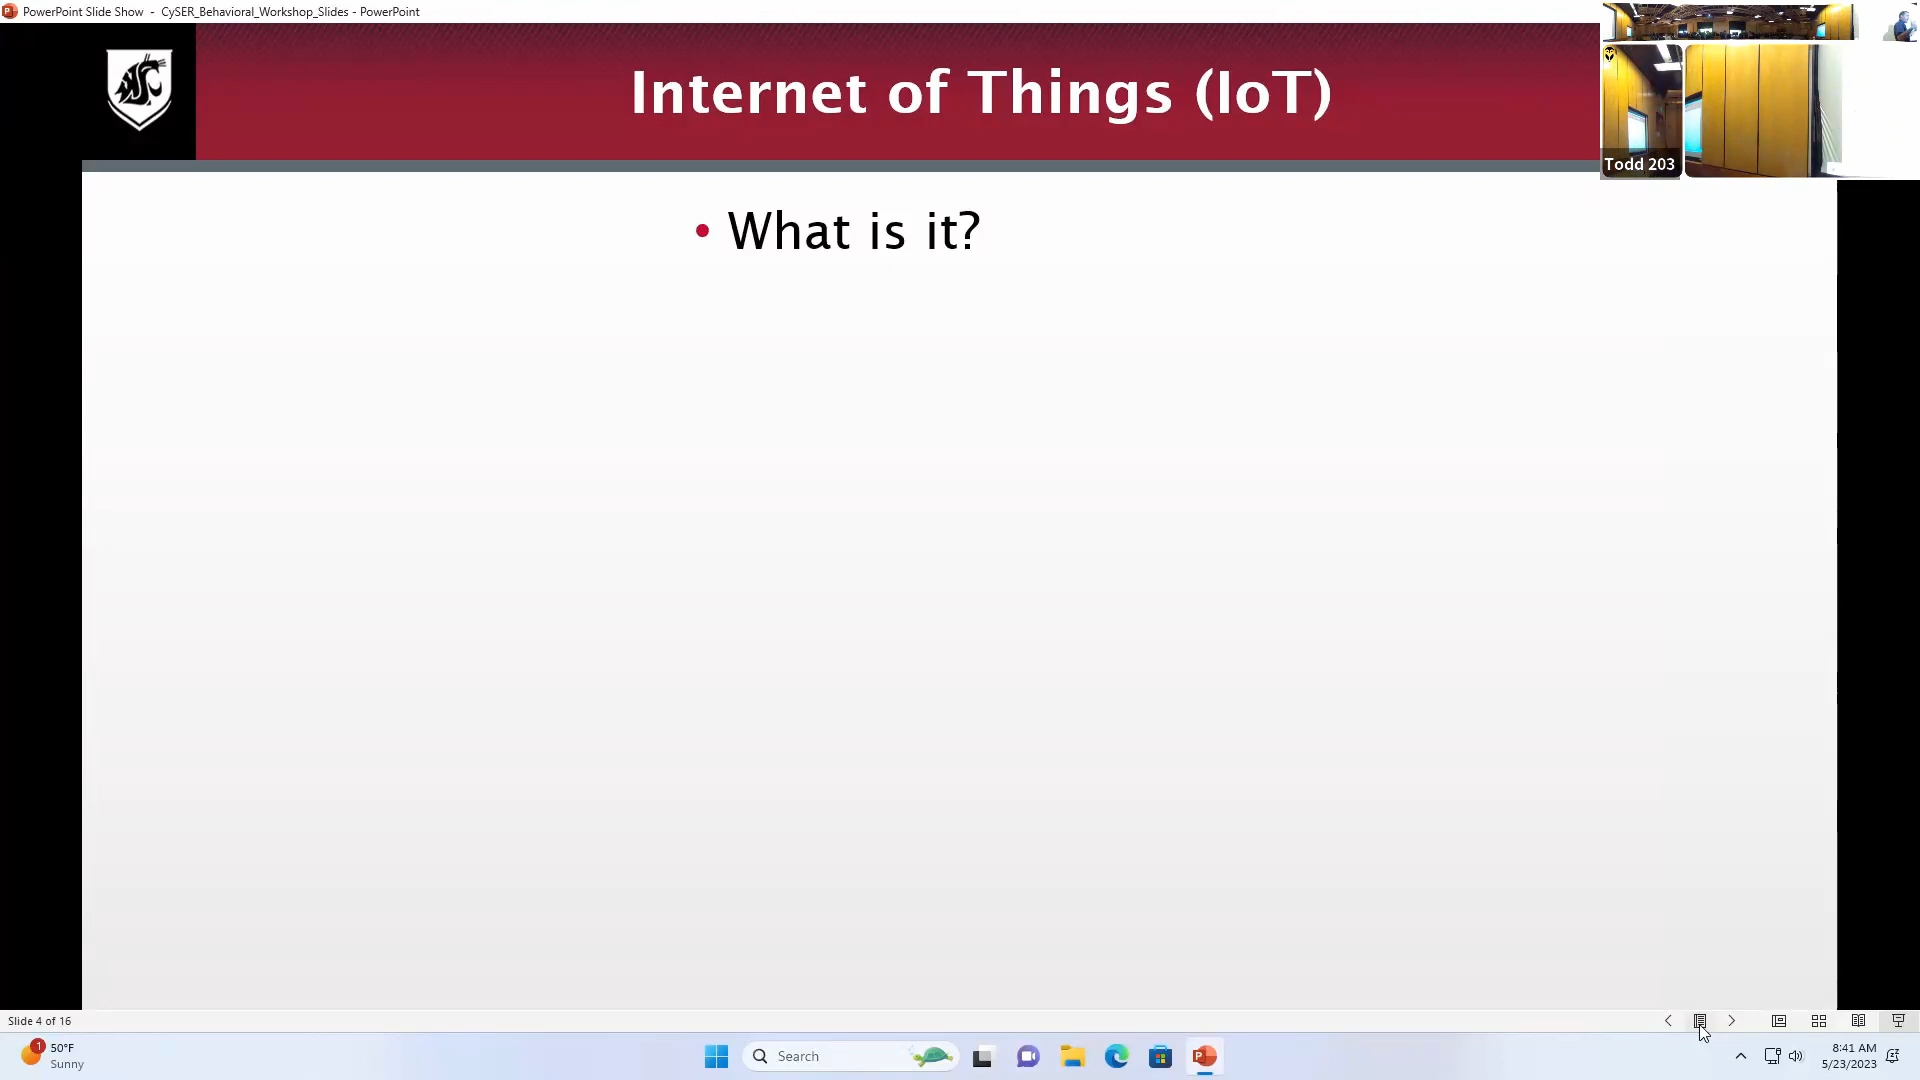 PowerPoint Slide Show - CySER_Behavioral_Workshop_Slides - PowerPoint
Internet of Things (IoT)
Todd 203
• What is it?
Slide 4 of 16
1
50°F
Sunny
Search
8:41 AM
5/23/2023